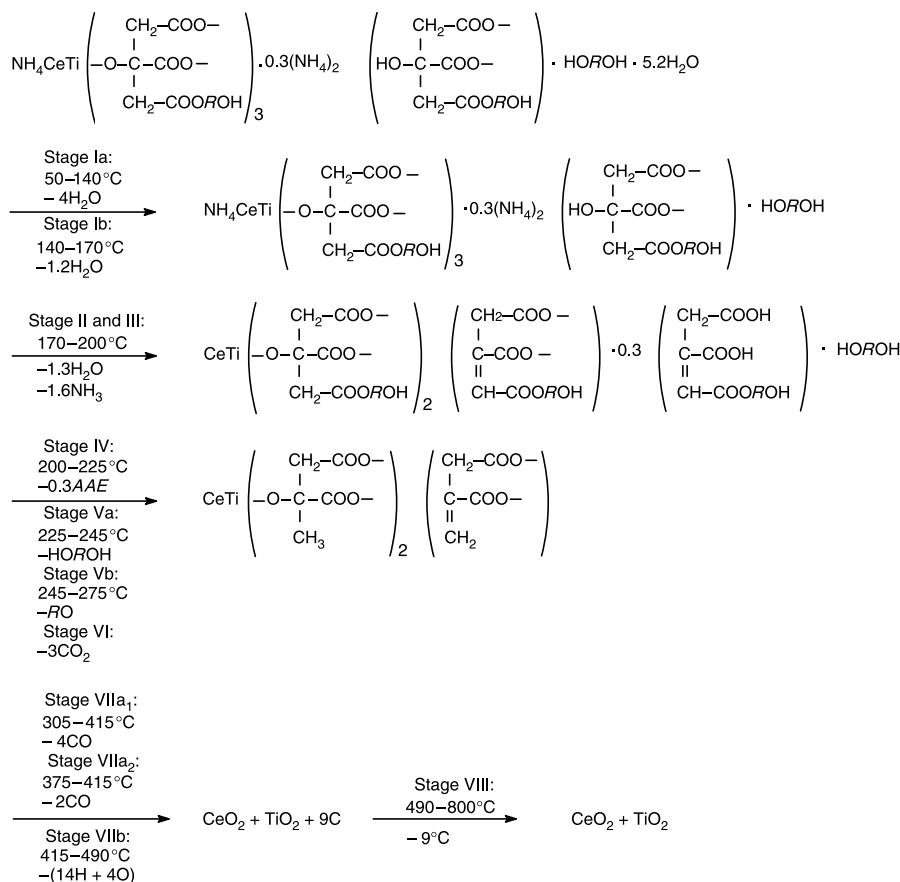 CH2–COO– CH2–COO–
NH4CeTi –O–C–COO– ·0.3(NH4)2 HO–C–COO– · HOROH · 5.2H2O
CH2–COOROH 3 CH2–COOROH
Stage Ia:
50–140°C
– 4H2O
Stage Ib:
140–170°C
–1.2H2O
CH2–COO – CH2–COO –
NH4CeTi –O–C–COO– ·0.3(NH4)2 HO–C–COO– · HOROH
CH2–COOROH 3 CH2–COOROH
Stage II and III:
170–200°C
–1.3H2O
–1.6NH3
CH2–COO– CH2–COO– CH2–COOH
CeTi –O–C–COO– C–COO – ·0.3 C–COOH · HOROH
CH2–COOROH 2 CH–COOROH CH–COOROH
Stage IV:
200–225°C
–0.3AAE
Stage Va:
225–245°C
–HOROH
Stage Vb:
245–275°C
–RO
Stage VI:
–3CO2
CH2–COO– CH2–COO–
CeTi –O–C–COO– C–COO–
CH3 2 CH2
Stage VIIa1:
305–415°C
– 4CO
Stage VIIa2:
375–415°C
– 2CO
Stage VIIb:
415–490°C
–(14H + 4O)
CeO2 + TiO2 + 9C
Stage VIII:
490–800°C
– 9°C
CeO2 + TiO2